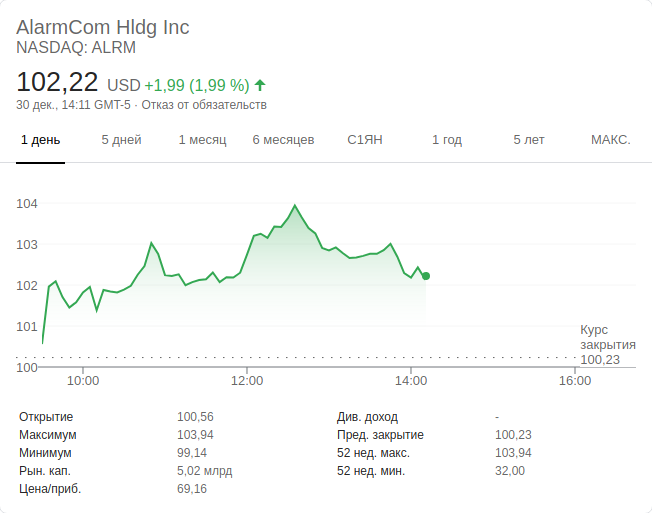 AlarmCom Hldg Inc
NASDAQ: ALRM
102,22 USD +1,99 (1,99 %)
30 дек., 14:11 GMT-5 · Отказ от обязательств
1 день 5 дней 1 месяц 6 месяцев С1ЯН 1 год 5 лет МАКС.
104
103
102
101
100
Курс
закрытия
100,23
10:00 12:00 14:00 16:00
Открытие 100,56 Див. доход -
Максимум 103,94 Пред. закрытие 100,23
Минимум 99,14 52 нед. макс. 103,94
Рын. кап. 5,02 млрд 52 нед. мин. 32,00
Цена/приб. 69,16